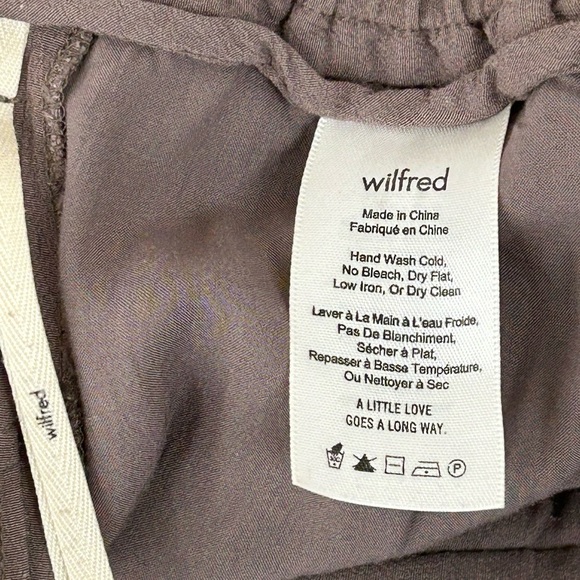 wilfred
Made in China
Fabriqué en Chine
Hand Wash Cold,
No Bleach, Dry Flat,
Low Iron, Or Dry Clean
Laver à La Main à L'eau Froide,
Pas De Blanchiment,
Sécher à Plat,
Repasser à Basse Température,
Ou Nettoyer à Sec
A LITTLE LOVE
GOES A LONG WAY.
P
wilfred